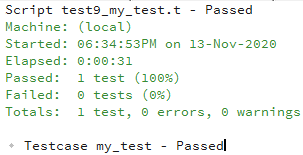 Script test9_my_test.t - Passed
Machine: (local)
Started: 06:34:53PM on 13-Nov-2020
Elapsed: 0:00:31
Passed: 1 test (100%)
Failed: 0 tests (0%)
Totals: 1 test, 0 errors, 0 warnings
Testcase my_test - Passed